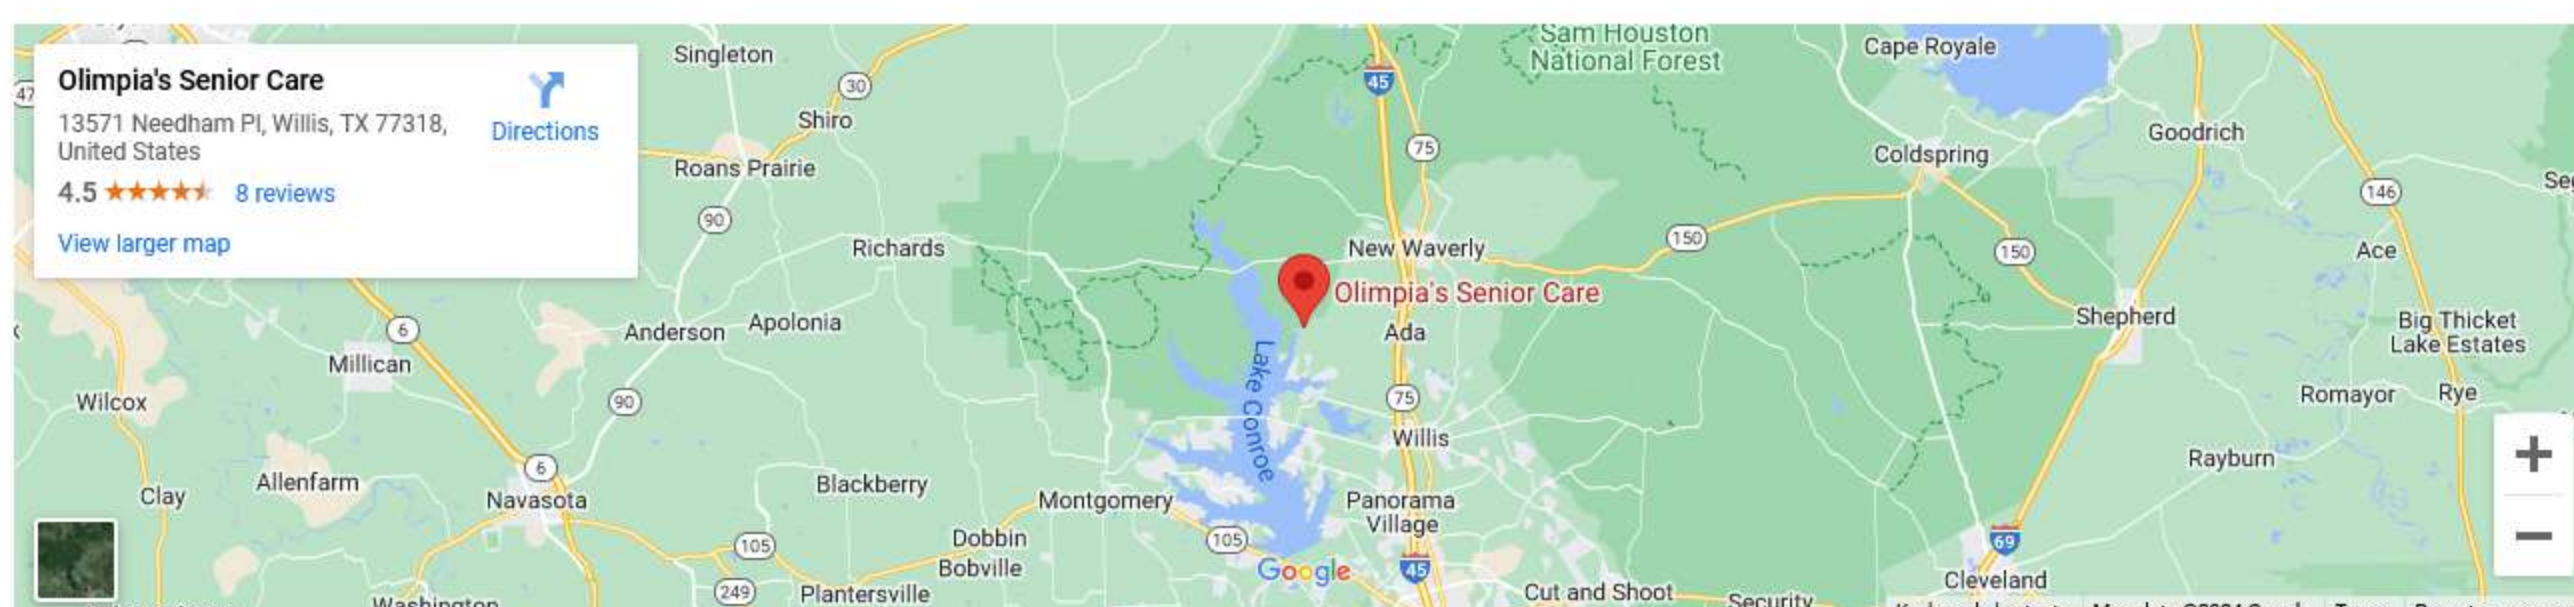 Olimpia's Senior Care
13571 Needham Pl, Willis, TX 77318,
United States
Directions
4.5
8 reviews
View larger map
Singleton
30
Shiro
Roans Prairie
90
Richards
Anderson
Apolonia
47
6
Millican
Wilcox
90
Clay
Allenfarm
6
Navasota
Blackberry
Montgomery
Dobbin
Bobville
105
249
Plantersville
Washington
105
Sam Houston
National Forest
45
75
New Waverly
Olimpia's Senior Care
Ada
Lake Conroe
75
Willis
Panorama
Village
45
Google
Cut and Shoot
Security
Cape Royale
Coldspring
Goodrich
150
150
146
Ace
Shepherd
Big Thicket
Lake Estates
Romayor
Rye
Rayburn
69
Cleveland
+
−